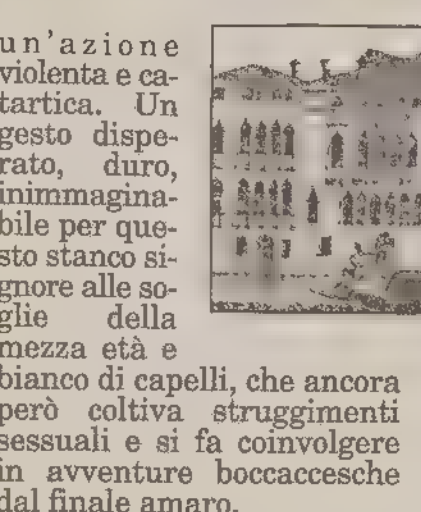 un'azione
violenta e ca-
tartica. Un
gesto dispe-
rato, duro,
inimmagina-
bile per que-
sto stanco si-
gnore alle so-
glie della
mezza età e
bianco di capelli, che ancora
però coltiva struggimenti
sessuali e si fa coinvolgere
in avventure boccaccesche
dal finale amaro.